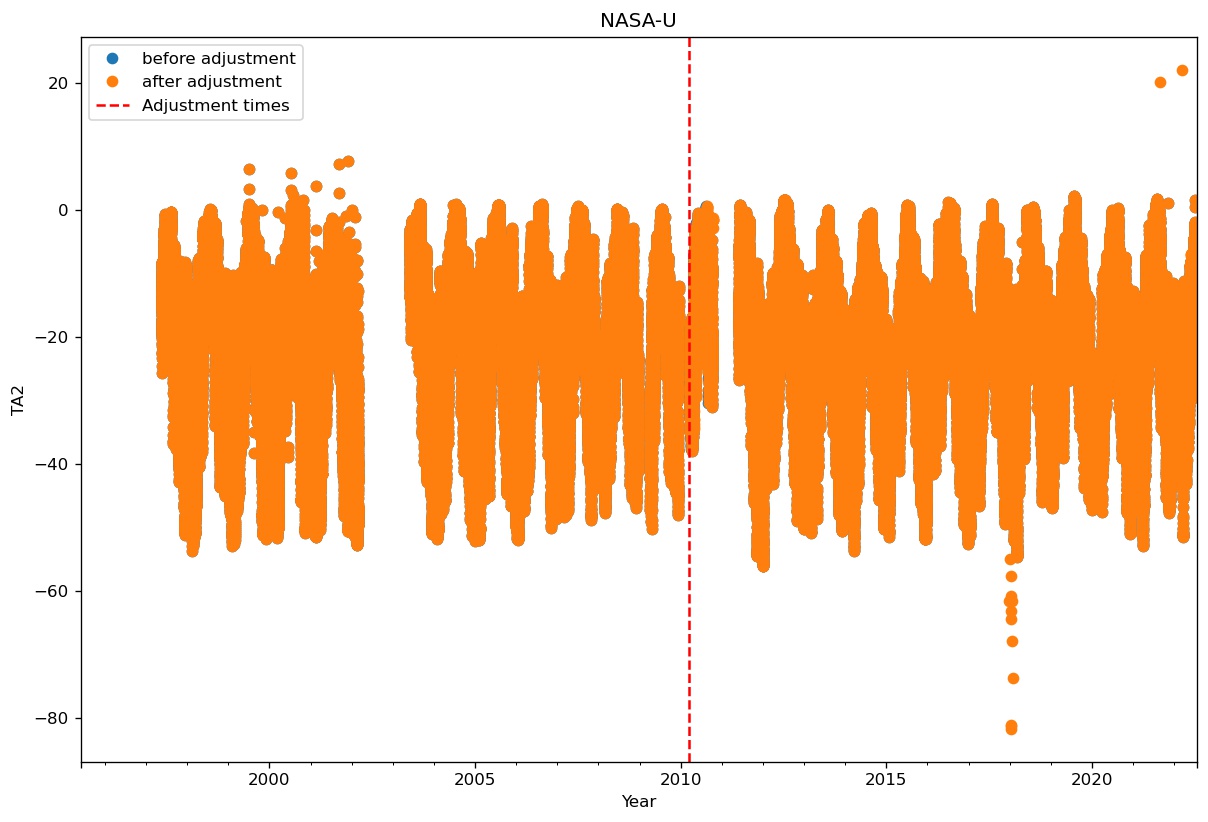 NASA-U
before adjustment
after adjustment
Adjustment times
20
0
−20
−40
−60
−80
TA2
2000 2005 2010 2015 2020
Year